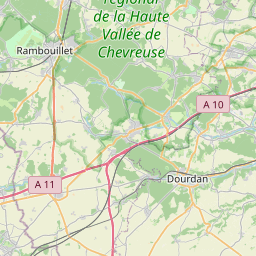 régional
de la Haute
Vallée de
Chevreuse
Rambouillet
A 10
A 11
Dourdan